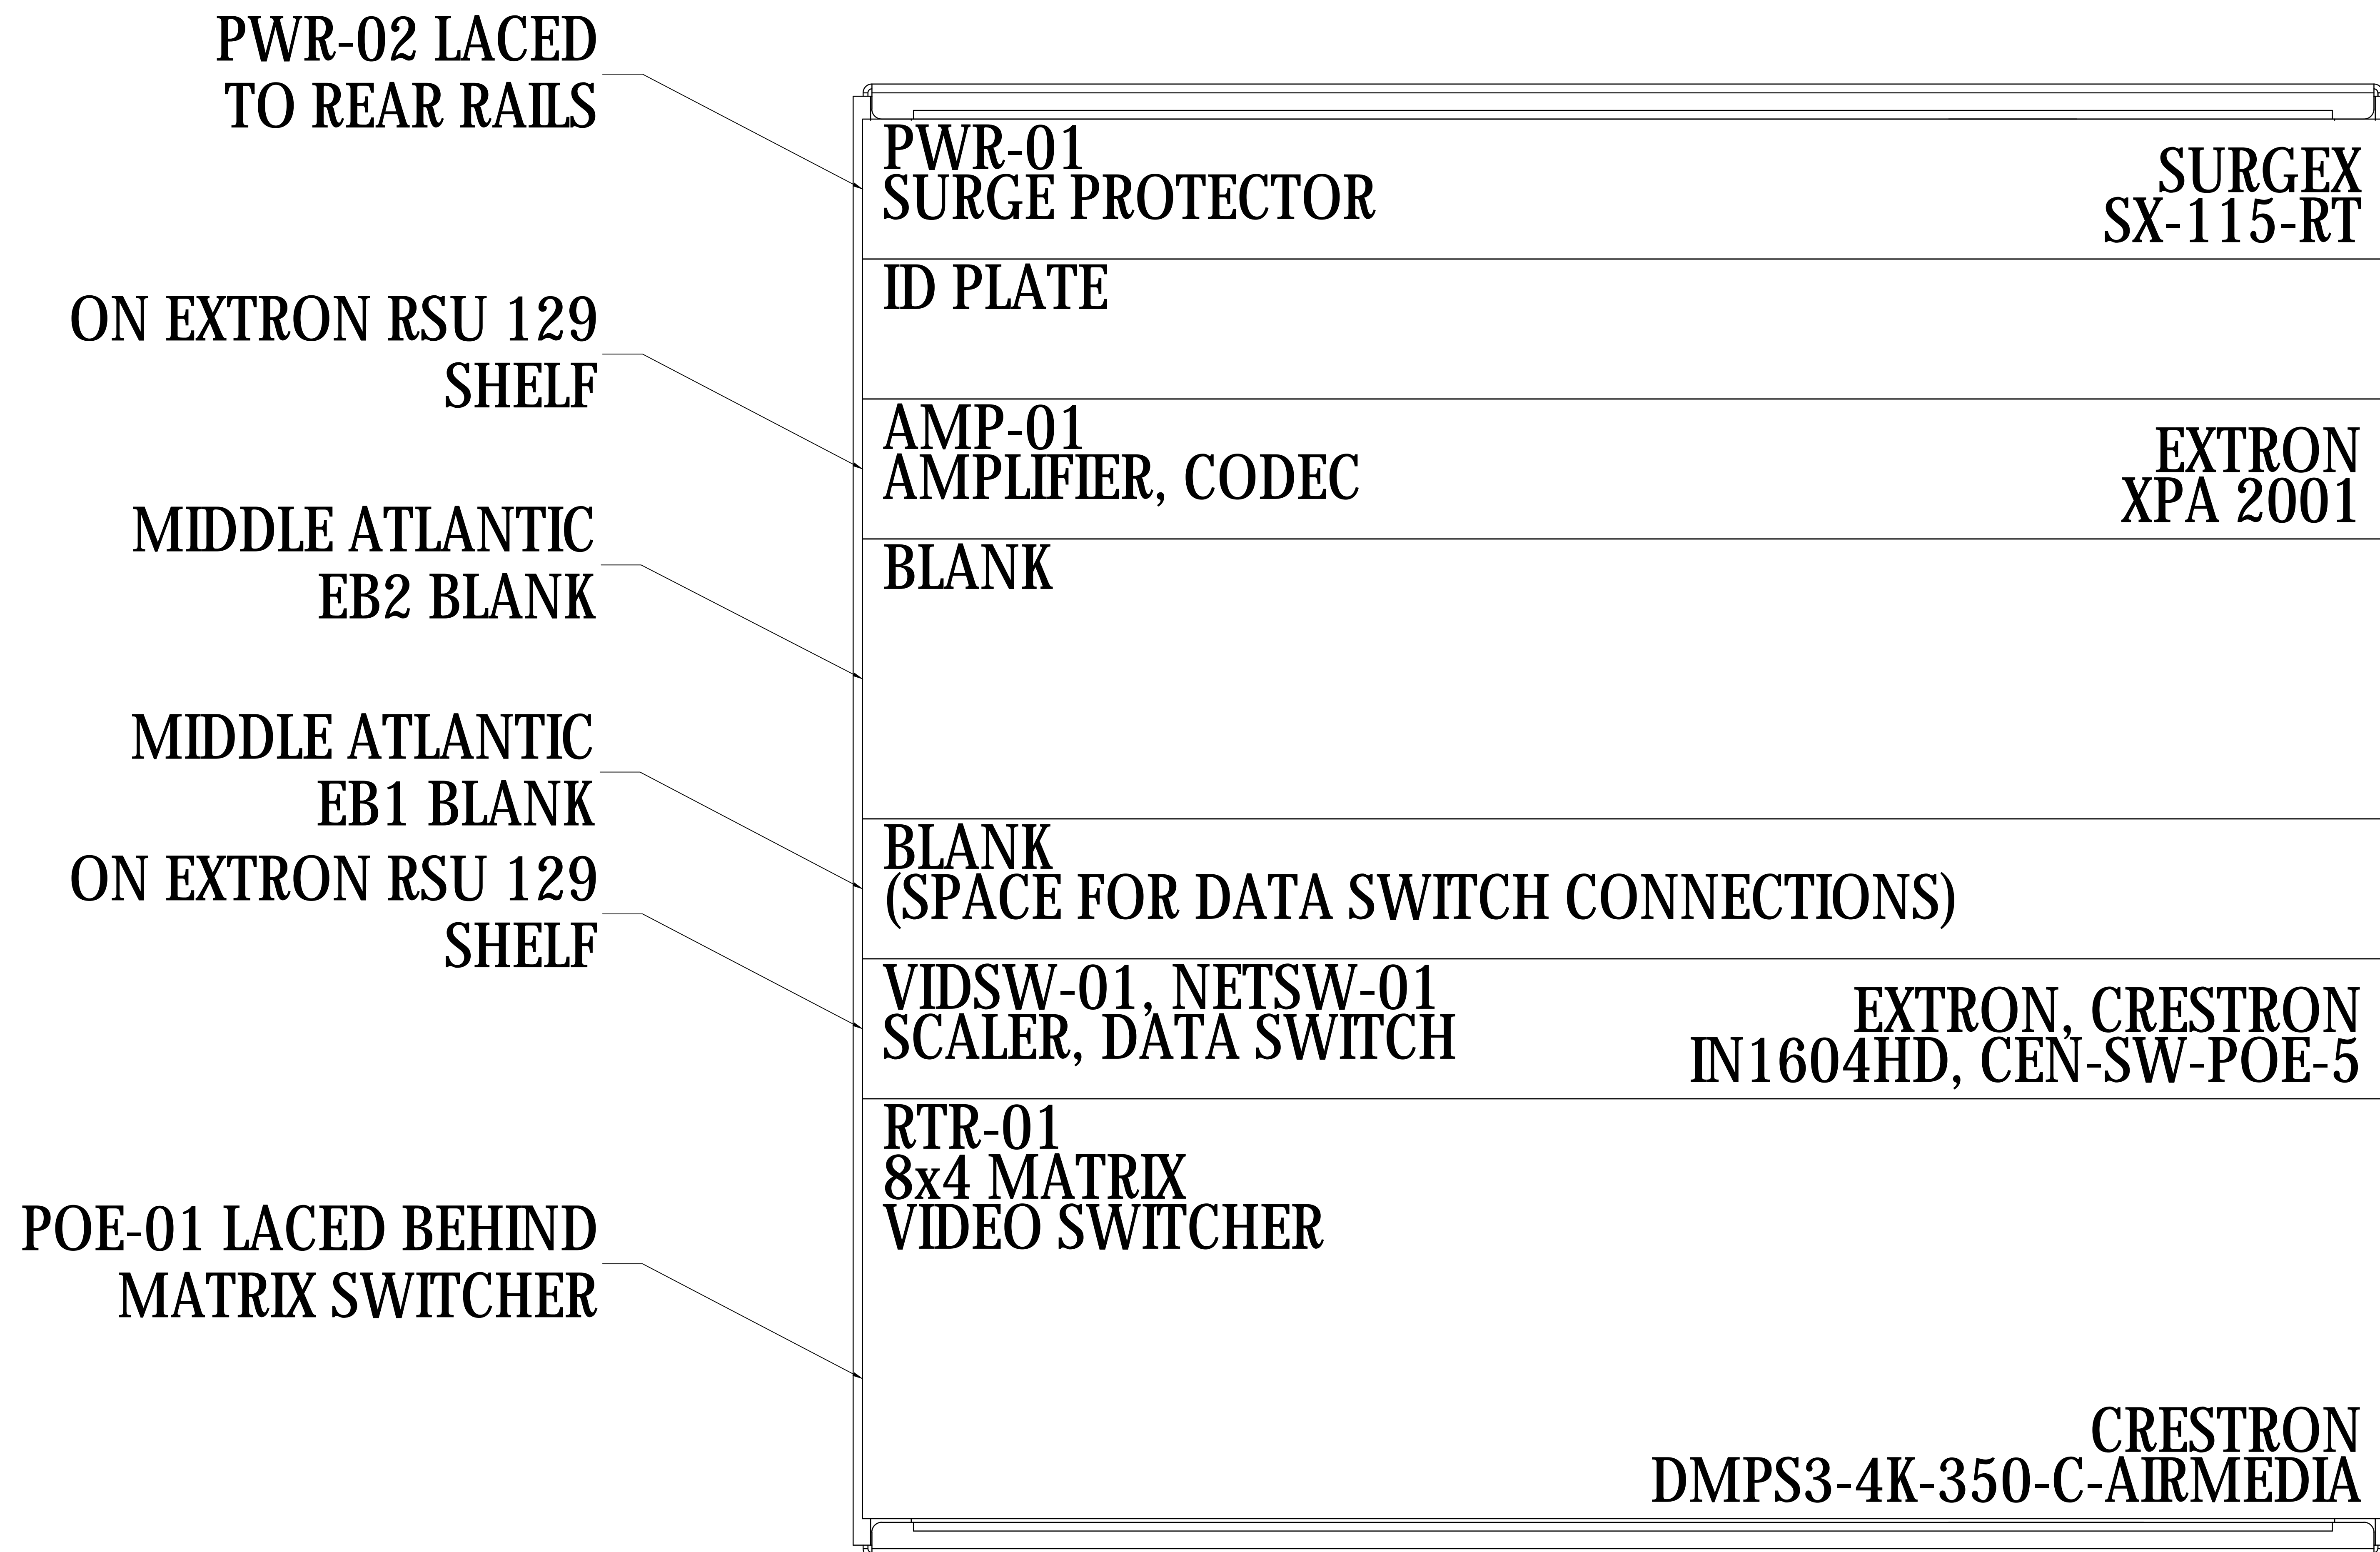 PWR-02 LACED
TO REAR RAILS
ON EXTRON RSU 129
SHELF
MIDDLE ATLANTIC
EB2 BLANK
MIDDLE ATLANTIC
EB1 BLANK
ON EXTRON RSU 129
SHELF
POE-01 LACED BEHIND
MATRIX SWITCHER
PWR-01
SURGE PROTECTOR
SURGEX
SX-115-RT
ID PLATE
AMP-01
AMPLIFIER, CODEC
EXTRON
XPA 2001
BLANK
BLANK
(SPACE FOR DATA SWITCH CONNECTIONS)
VIDSW-01, NETSW-01
SCALER, DATA SWITCH
EXTRON, CRESTRON
IN1604HD, CEN-SW-POE-5
RTR-01
8x4 MATRIX
VIDEO SWITCHER
CRESTRON
DMPS3-4K-350-C-AIRMEDIA